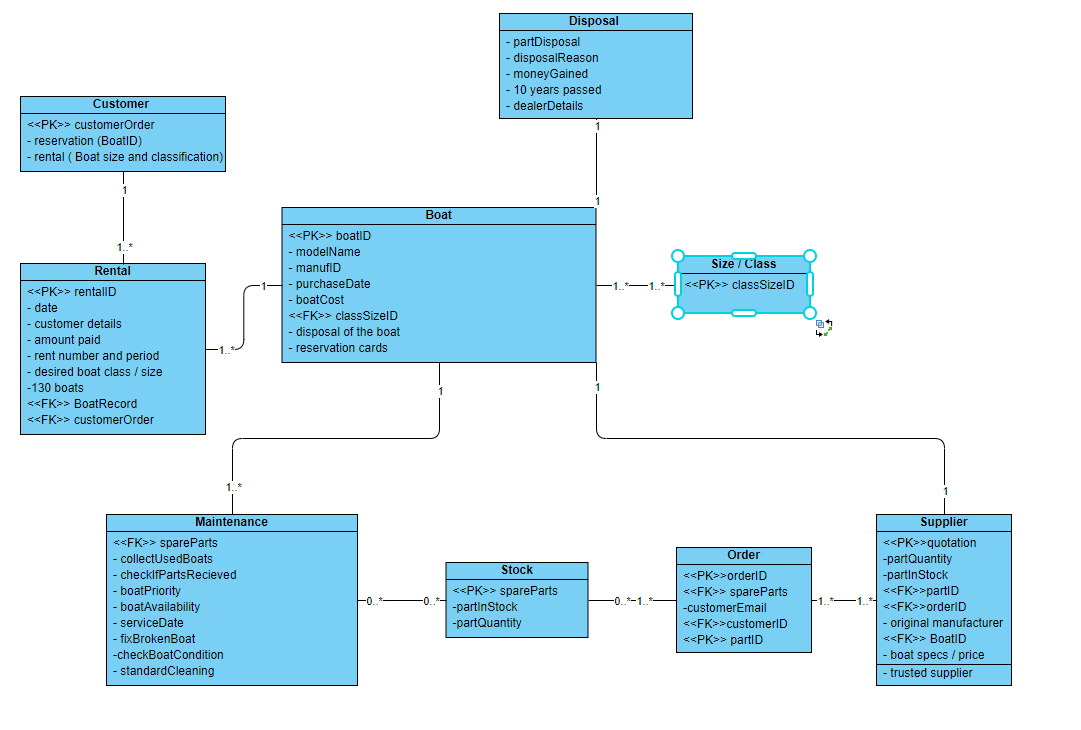 Disposal
- partDisposal
- disposalReason
- moneyGained
- 10 years passed
- dealerDetails
1
1
Customer
<<PK>> customerOrder
- reservation (BoatID)
- rental ( Boat size and classification)
1
1..*
Rental
<<PK>> rentalID
- date
- customer details
- amount paid
- rent number and period
- desired boat class / size
-130 boats
<<FK>> BoatRecord
<<FK>> customerOrder
1..*
1
Boat
<<PK>> boatID
- modelName
- manufID
- purchaseDate
- boatCost
<<FK>> classSizeID
- disposal of the boat
- reservation cards
1..*
1..*
Size / Class
<<PK>> classSizeID
1
1..*
1
1
Maintenance
<<FK>> spareParts
- collectUsedBoats
- checkIfPartsRecieved
- boatPriority
- boatAvailability
- serviceDate
- fixBrokenBoat
-checkBoatCondition
- standardCleaning
0..*
0..*
Stock
<<PK>> spareParts
-partInStock
-partQuantity
0..*
1..*
Order
<<PK>>orderID
<<FK>> spareParts
-customerEmail
<<FK>>customerID
<<PK>> partID
1..*
1..*
Supplier
<<PK>>quotation
-partQuantity
-partInStock
<<FK>>partID
<<FK>>orderID
- original manufacturer
<<FK>> BoatID
- boat specs / price
- trusted supplier